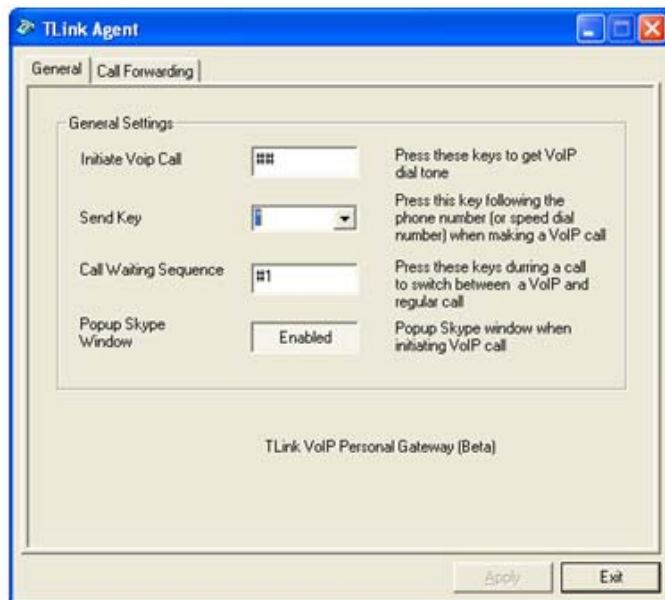 TLink Agent
General Call Forwarding
General Settings
Initiate Voip Call ## Press these keys to get VoIP
dial tone
Send Key * Press this key following the
phone number (or speed dial
number) when making a VoIP call
Call Waiting Sequence #1 Press these keys durring a call
to switch between a VoIP and
regular call
Popup Skype
Window Enabled Popup Skype window when
initiating VoIP call
TLink VoIP Personal Gateway (Beta)
Apply Exit